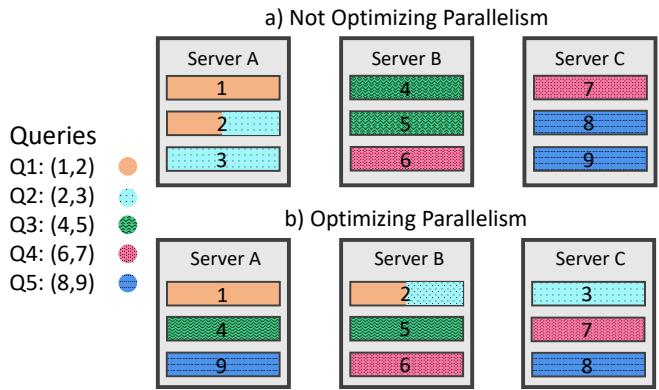 a) Not Optimizing Parallelism
Server A
1
2
3
Server B
4
5
6
Server C
7
8
9
Queries
Q1: (1,2)
Q2: (2,3)
Q3: (4,5)
Q4: (6,7)
Q5: (8,9)
b) Optimizing Parallelism
Server A
1
4
9
Server B
2
5
6
Server C
3
7
8